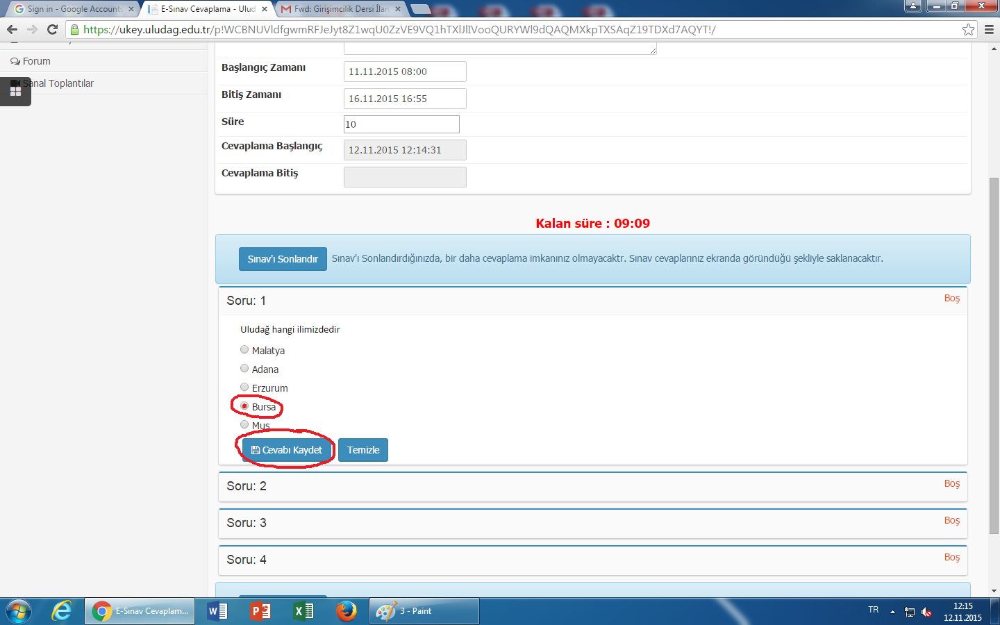 Sign in - Google Accounts
E-Sınav Cevaplama - Ulud
Fwd: Girişimcilik Dersi İlan
https://ukey.uludag.edu.tr/p!WCBNUVldfgwmRFJeJyt8Z1wqU0ZzVE9VQ1hTXlJlIVooQURYWl9dQAQMXkpTXSAqZ19TDXd7AQYT!/
Forum
Sanal Toplantılar
Başlangıç Zamanı
11.11.2015 08:00
Bitiş Zamanı
16.11.2015 16:55
Süre
10
Cevaplama Başlangıç
12.11.2015 12:14:31
Cevaplama Bitiş
Kalan süre : 09:09
Sınav'ı Sonlandır Sınav'ı Sonlandırdığınızda, bir daha cevaplama imkanınız olmayacaktr. Sınav cevaplarınız ekranda göründüğü şekliyle saklanacaktır.
Soru: 1 Boş
Uludağ hangi ilimizdedir
Malatya
Adana
Erzurum
Bursa
Muş
Cevabı Kaydet Temizle
Soru: 2 Boş
Soru: 3 Boş
Soru: 4 Boş
E-Sınav Cevaplam...
3 - Paint
TR
12:15
12.11.2015